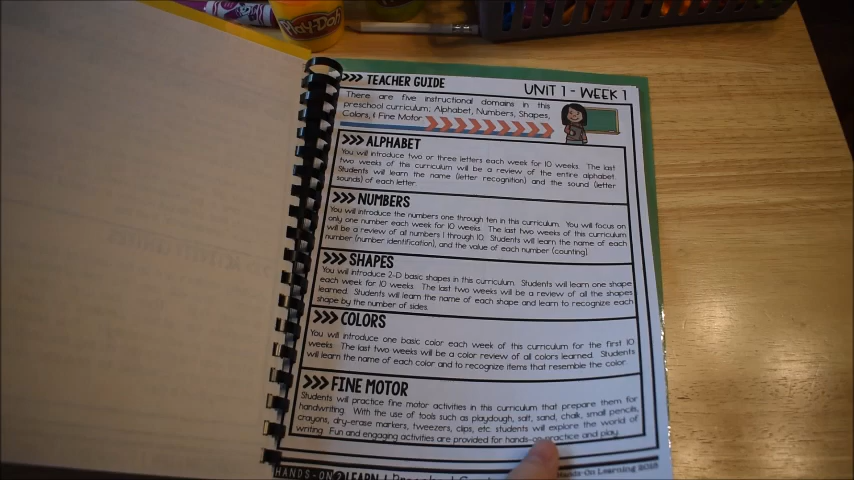 Play-Doh
>>> TEACHER GUIDE
UNIT 1 - WEEK 1
There are five instructional domains in this
preschool curriculum; Alphabet, Numbers, Shapes,
Colors, & Fine Motor
>>> ALPHABET
You will introduce two or three letters each week for 10 weeks. The last
two weeks of this curriculum will be a review of the entire alphabet.
Students will learn the name (letter recognition) and the sound (letter
sounds) of each letter.
>>> NUMBERS
You will introduce the numbers one through ten in this curriculum. You will focus on
only one number each week for 10 weeks. The last two weeks of this curriculum
will be a review of all numbers 1 through 10. Students will learn the name of each
number (number identification), and the value of each number (counting).
>>> SHAPES
You will introduce 2-D basic shapes in this curriculum. Students will learn one shape
each week for 10 weeks. The last two weeks will be a review of all the shapes
learned. Students will learn the name of each shape and learn to recognize each
shape by the number of sides.
>>> COLORS
You will introduce one basic color each week of this curriculum for the first 10
weeks. The last two weeks will be a color review of all colors learned. Students
will learn the name of each color and to recognize items that resemble the color.
>>> FINE MOTOR
Students will practice fine motor activities in this curriculum that prepare them for
handwriting. With the use of tools such as playdough, salt, sand, chalk, small pencils,
crayons, dry-erase markers, tweezers, clips, etc. students will explore the world of
writing. Fun and engaging activities are provided for hands-on practice and play.
HANDS-ON 2 LEARN | Preschool
Hands-On Learning